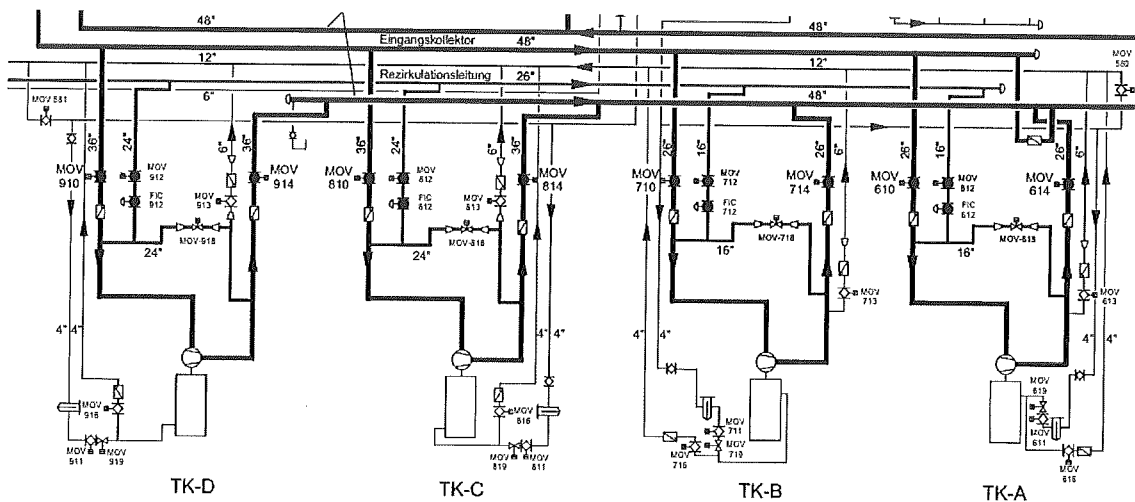 48"
48"
Eingangskollektor
48"
12"
12"
MOV
Rezirkulationsleitung
26"
6"
48"
36"
24"
6"
36"
36"
24"
6"
36"
26"
16"
26"
6"
26"
16"
26"
6"
MOV
910
MOV
912
MOV
914
MOV
810
MOV
812
MOV
814
MOV
710
MOV
712
MOV
714
MOV
610
MOV
612
MOV
614
FIC
912
MOV
913
FIC
812
MOV
813
FIC
712
FIC
612
MOV-918
MOV-818
MOV-718
MOV-618
24"
24"
16"
16"
MOV
713
MOV
613
4"
4"
4"
4"
4"
4"
4"
4"
MOV
916
MOV
816
MOV
711
MOV
719
MOV
619
MOV
611
MOV
911
MOV
919
MOV
819
MOV
811
MOV
716
MOV
616
TK-D
TK-C
TK-B
TK-A